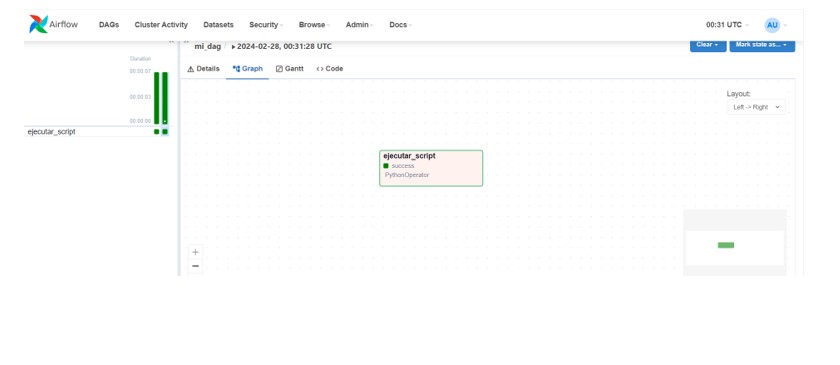 Airflow DAGs Cluster Activity Datasets Security Browse Admin Docs 00:31 UTC AU
mi_dag / 2024-02-28, 00:31:28 UTC Clear Mark state as...
Duration
00:00:07
00:00:03
00:00:00
ejecutar_script
Details Graph Gantt <> Code
Layout:
Left -> Right
ejecutar_script
success
PythonOperator
+
−